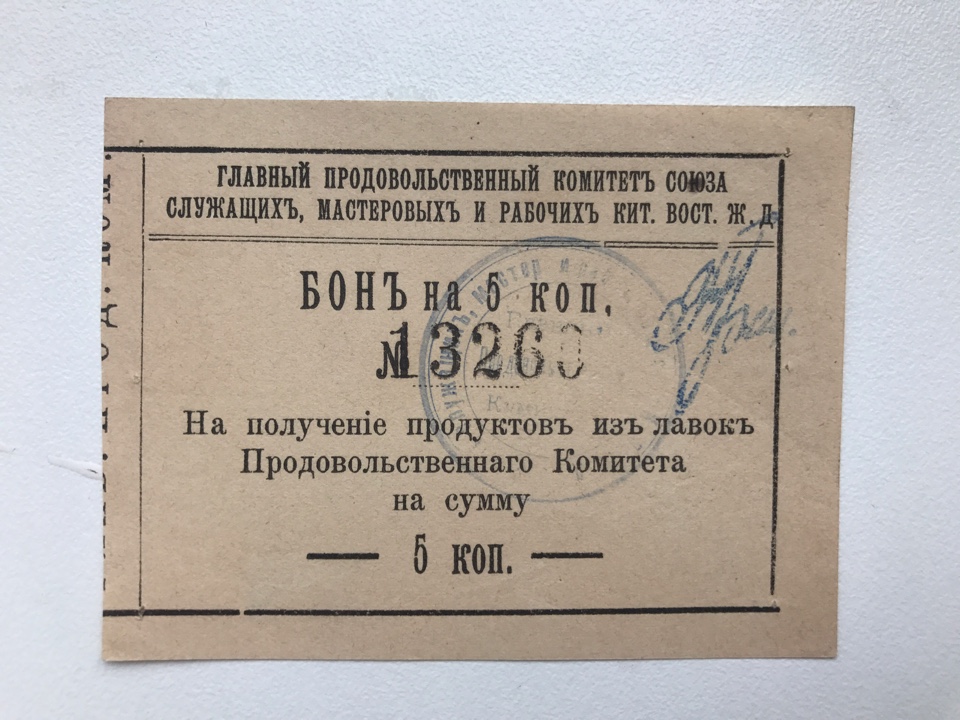 ГЛАВНЫЙ ПРОДОВОЛЬСТВЕННЫЙ КОМИТЕТЪ СОЮЗА
СЛУЖАЩИХЪ, МАСТЕРОВЫХЪ И РАБОЧИХЪ КИТ. ВОСТ. Ж. Д.
БОНЪ на 5 коп.
№ 13260
На полученіе продуктовъ изъ лавокъ
Продовольственнаго Комитета
на сумму
— 5 коп. —